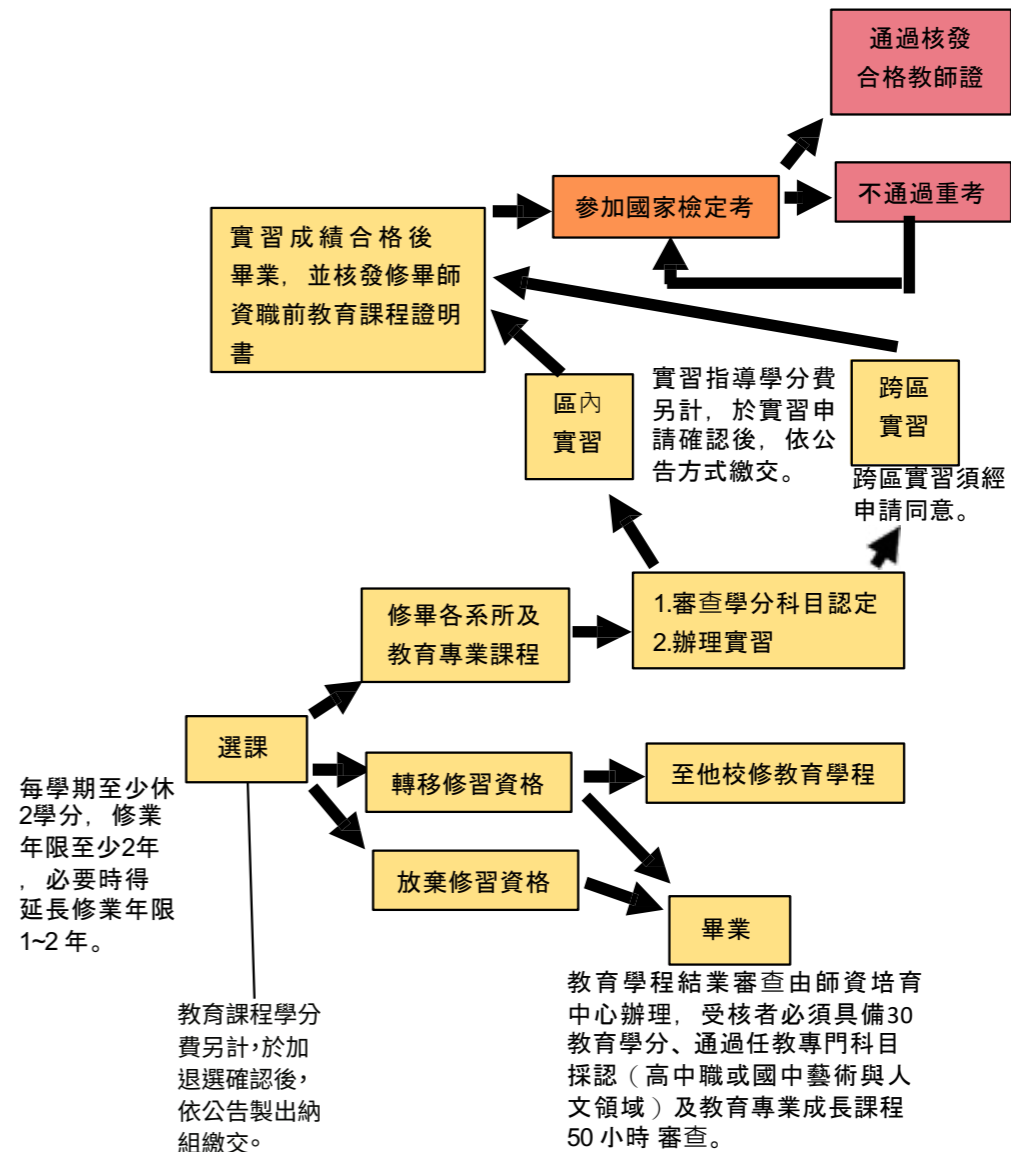 通過核發
合格教師證
參加國家檢定考
不通過重考
實習成績合格後
畢業，並核發修畢師
資職前教育課程證明
書
區內
實習
實習指導學分費
另計，於實習申
請確認後，依公
告方式繳交。
跨區
實習
跨區實習須經
申請同意。
修畢各系所及
教育專業課程
1.審查學分科目認定
2.辦理實習
選課
每學期至少休
2學分，修業
年限至少2年
，必要時得
延長修業年限
1~2 年。
轉移修習資格
至他校修教育學程
放棄修習資格
畢業
教育學程結業審查由師資培育
中心辦理，受核者必須具備30
教育學分、通過任教專門科目
採認（高中職或國中藝術與人
文領域）及教育專業成長課程
50 小時 審查。
教育課程學分
費另計，於加
退選確認後，
依公告製出納
組繳交。